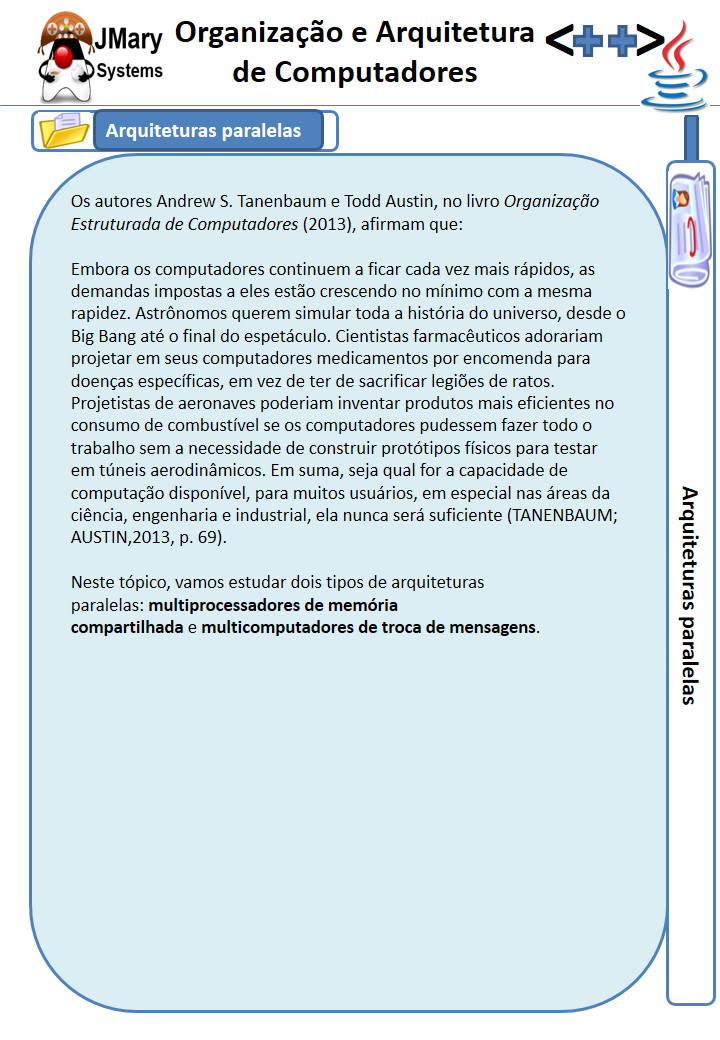 JMary
Systems
Organização e Arquitetura
de Computadores
<++>
Arquiteturas paralelas
Os autores Andrew S. Tanenbaum e Todd Austin, no livro Organização
Estruturada de Computadores (2013), afirmam que:
Embora os computadores continuem a ficar cada vez mais rápidos, as
demandas impostas a eles estão crescendo no mínimo com a mesma
rapidez. Astrônomos querem simular toda a história do universo, desde o
Big Bang até o final do espetáculo. Cientistas farmacêuticos adorariam
projetar em seus computadores medicamentos por encomenda para
doenças específicas, em vez de ter de sacrificar legiões de ratos.
Projetistas de aeronaves poderiam inventar produtos mais eficientes no
consumo de combustível se os computadores pudessem fazer todo o
trabalho sem a necessidade de construir protótipos físicos para testar
em túneis aerodinâmicos. Em suma, seja qual for a capacidade de
computação disponível, para muitos usuários, em especial nas áreas da
ciência, engenharia e industrial, ela nunca será suficiente (TANENBAUM;
AUSTIN,2013, p. 69).
Neste tópico, vamos estudar dois tipos de arquiteturas
paralelas: multiprocessadores de memória
compartilhada e multicomputadores de troca de mensagens.
Arquiteturas paralelas